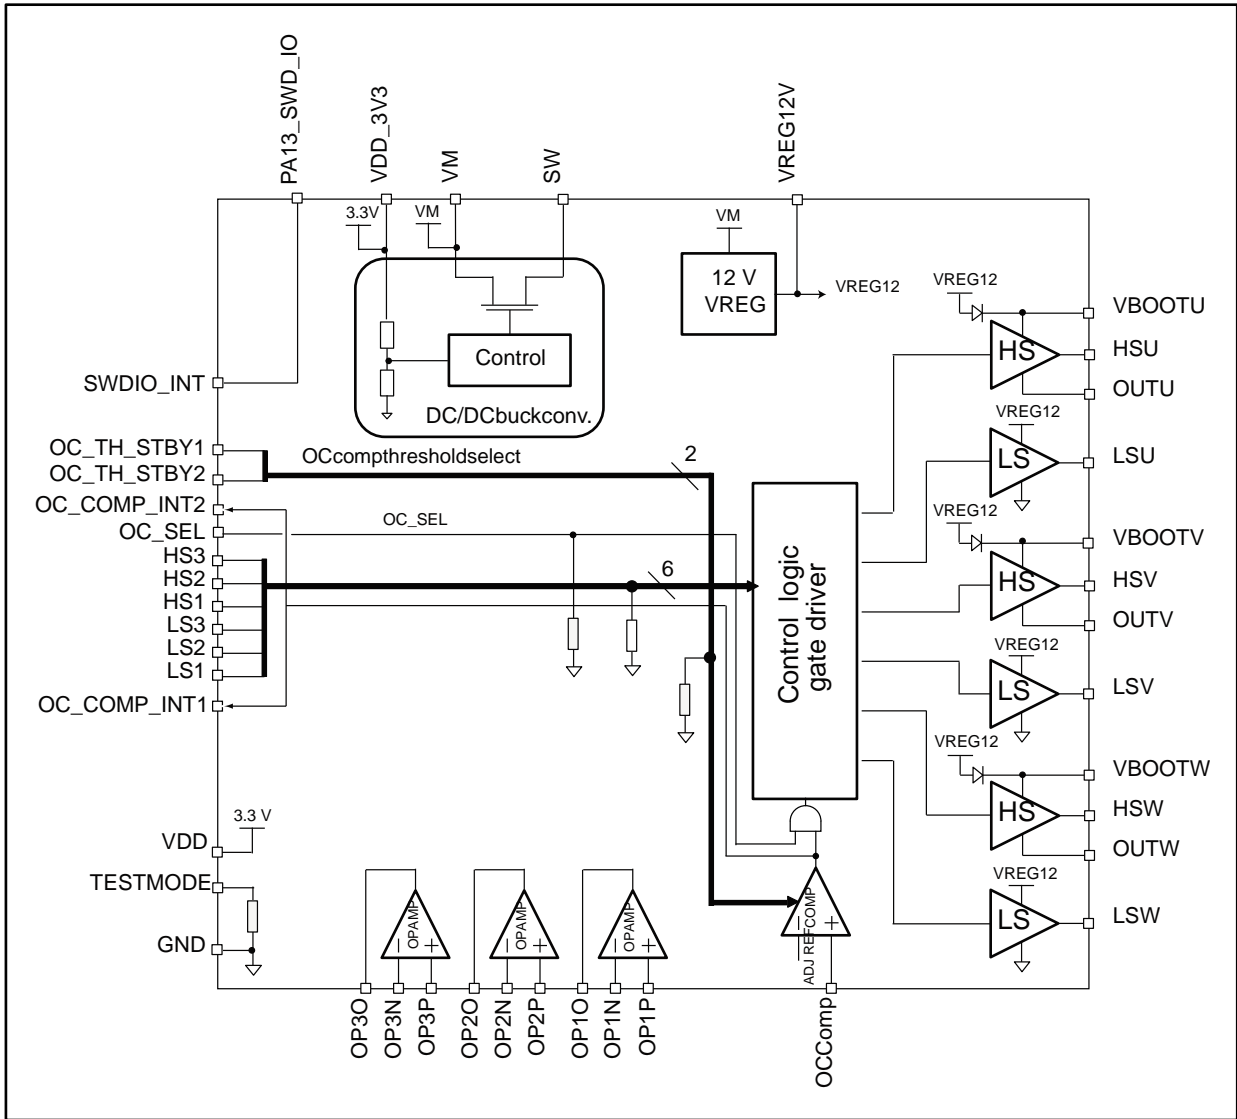 PA13_SWD_IO
VDD_3V3
VM
SW
VREG12V
3.3V
VM
VM
12 V
VREG
VREG12
Control
DC/DCbuckconv.
SWDIO_INT
OC_TH_STBY1
OC_TH_STBY2
OC_COMP_INT2
OC_SEL
HS3
HS2
HS1
LS3
LS2
LS1
OC_COMP_INT1
OCcompthresholdselect
2
OC_SEL
6
Control logic
gate driver
VREG12
HS
VBOOTU
HSU
OUTU
VREG12
LS
LSU
VREG12
HS
VBOOTV
HSV
OUTV
VREG12
LS
LSV
VREG12
HS
VBOOTW
HSW
OUTW
VREG12
LS
LSW
VDD
3.3 V
TESTMODE
GND
OPAMP
− +
OPAMP
− +
OPAMP
− +
ADJ REFCOMP
− +
OP3O
OP3N
OP3P
OP2O
OP2N
OP2P
OP1O
OP1N
OP1P
OCComp